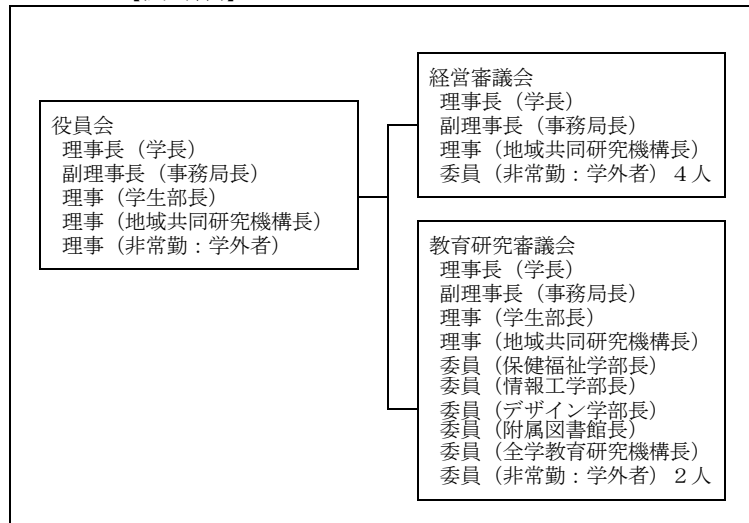 役員会
理事長（学長）
副理事長（事務局長）
理事（学生部長）
理事（地域共同研究機構長）
理事（非常勤：学外者）
経営審議会
理事長（学長）
副理事長（事務局長）
理事（地域共同研究機構長）
委員（非常勤：学外者）４人
教育研究審議会
理事長（学長）
副理事長（事務局長）
理事（学生部長）
理事（地域共同研究機構長）
委員（保健福祉学部長）
委員（情報工学部長）
委員（デザイン学部長）
委員（附属図書館長）
委員（全学教育研究機構長）
委員（非常勤：学外者）２人